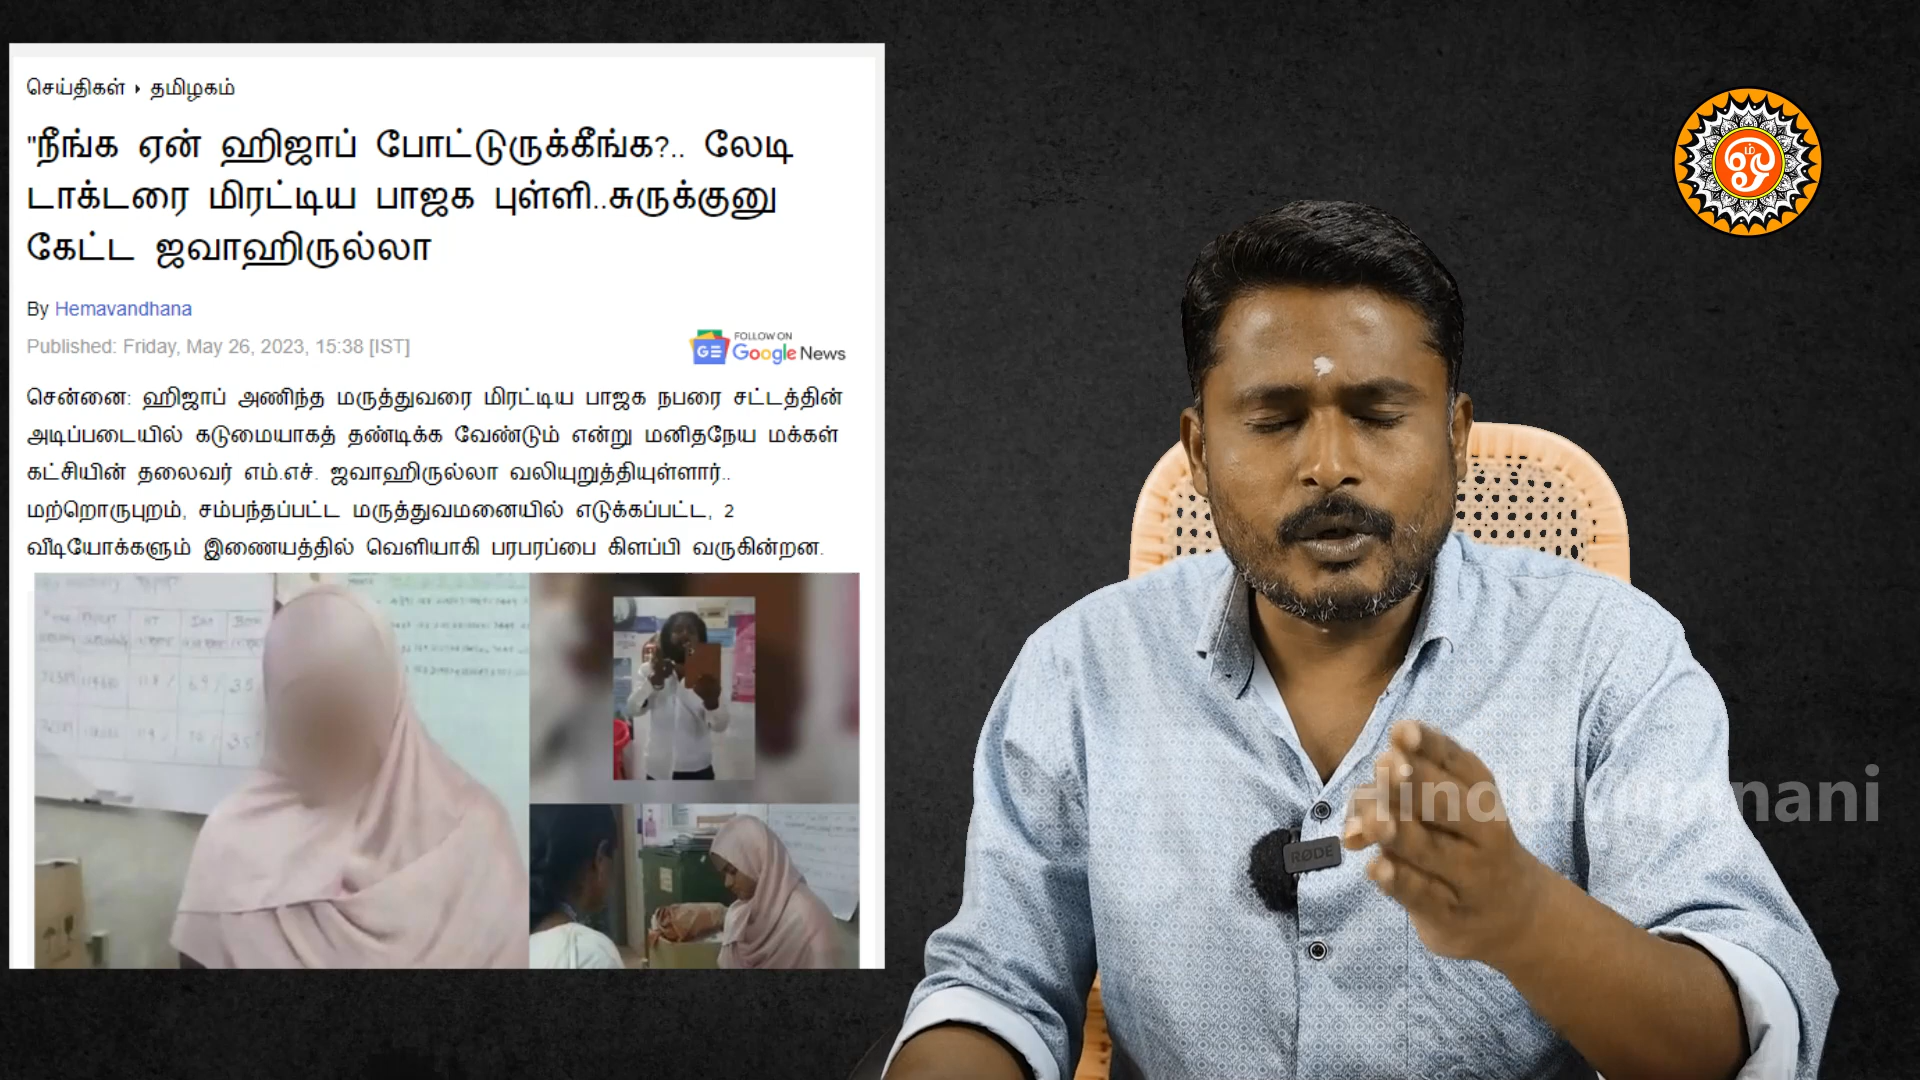 செய்திகள் தமிழகம்
"நீங்க ஏன் ஹிஜாப் போட்டுருக்கீங்க?.. லேடி
டாக்டரை மிரட்டிய பாஜக புள்ளி..சுருக்குனு
கேட்ட ஜவாஹிருல்லா
By Hemavandhana
Published: Friday, May 26, 2023, 15:38 [IST]
FOLLOW ON
GE Google News
சென்னை: ஹிஜாப் அணிந்த மருத்துவரை மிரட்டிய பாஜக நபரை சட்டத்தின்
அடிப்படையில் கடுமையாகத் தண்டிக்க வேண்டும் என்று மனிதநேய மக்கள்
கட்சியின் தலைவர் எம்.எச். ஜவாஹிருல்லா வலியுறுத்தியுள்ளார்..
மற்றொருபுறம், சம்பந்தப்பட்ட மருத்துவமனையில் எடுக்கப்பட்ட, 2
வீடியோக்களும் இணையத்தில் வெளியாகி பரபரப்பை கிளப்பி வருகின்றன.
ஓம்
RØDE